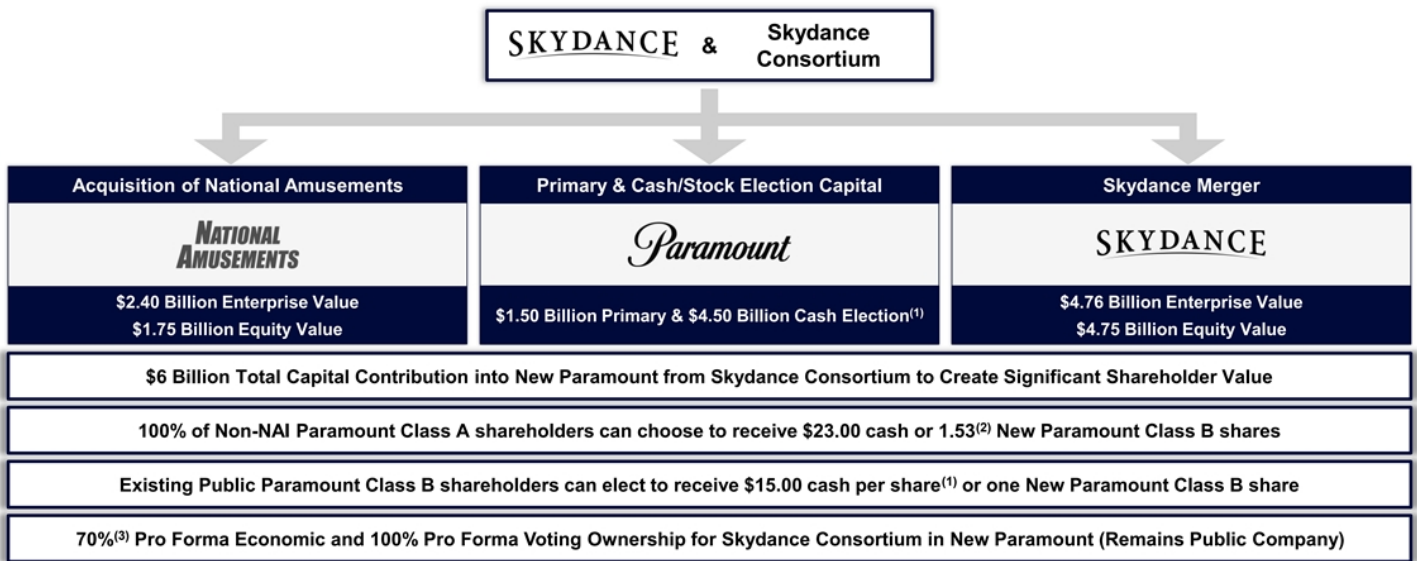 SKYDANCE & Skydance
Consortium
Acquisition of National Amusements
NATIONAL
AMUSEMENTS
$2.40 Billion Enterprise Value
$1.75 Billion Equity Value
Primary & Cash/Stock Election Capital
Paramount
$1.50 Billion Primary & $4.50 Billion Cash Election(1)
Skydance Merger
SKYDANCE
$4.76 Billion Enterprise Value
$4.75 Billion Equity Value
$6 Billion Total Capital Contribution into New Paramount from Skydance Consortium to Create Significant Shareholder Value
100% of Non-NAI Paramount Class A shareholders can choose to receive $23.00 cash or 1.53(2) New Paramount Class B shares
Existing Public Paramount Class B shareholders can elect to receive $15.00 cash per share(1) or one New Paramount Class B share
70%(3) Pro Forma Economic and 100% Pro Forma Voting Ownership for Skydance Consortium in New Paramount (Remains Public Company)